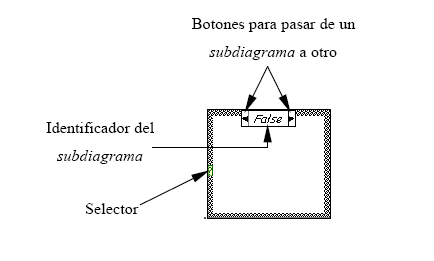 Botones para pasar de un
subdiagrama a otro
False
Identificador del
subdiagrama
Selector